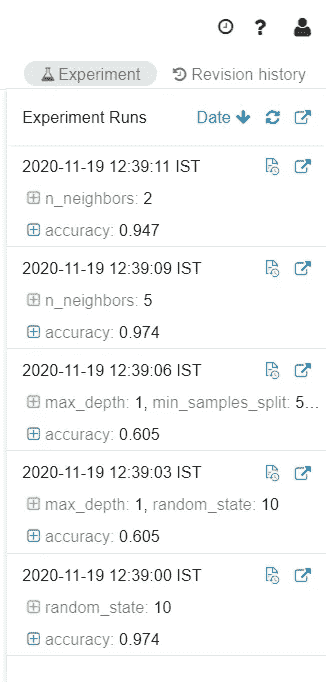 ?
Experiment Revision history
Experiment Runs Date
2020-11-19 12:39:11 IST
n_neighbors: 2
accuracy: 0.947
2020-11-19 12:39:09 IST
n_neighbors: 5
accuracy: 0.974
2020-11-19 12:39:06 IST
max_depth: 1, min_samples_split: 5...
accuracy: 0.605
2020-11-19 12:39:03 IST
max_depth: 1, random_state: 10
accuracy: 0.605
2020-11-19 12:39:00 IST
random_state: 10
accuracy: 0.974